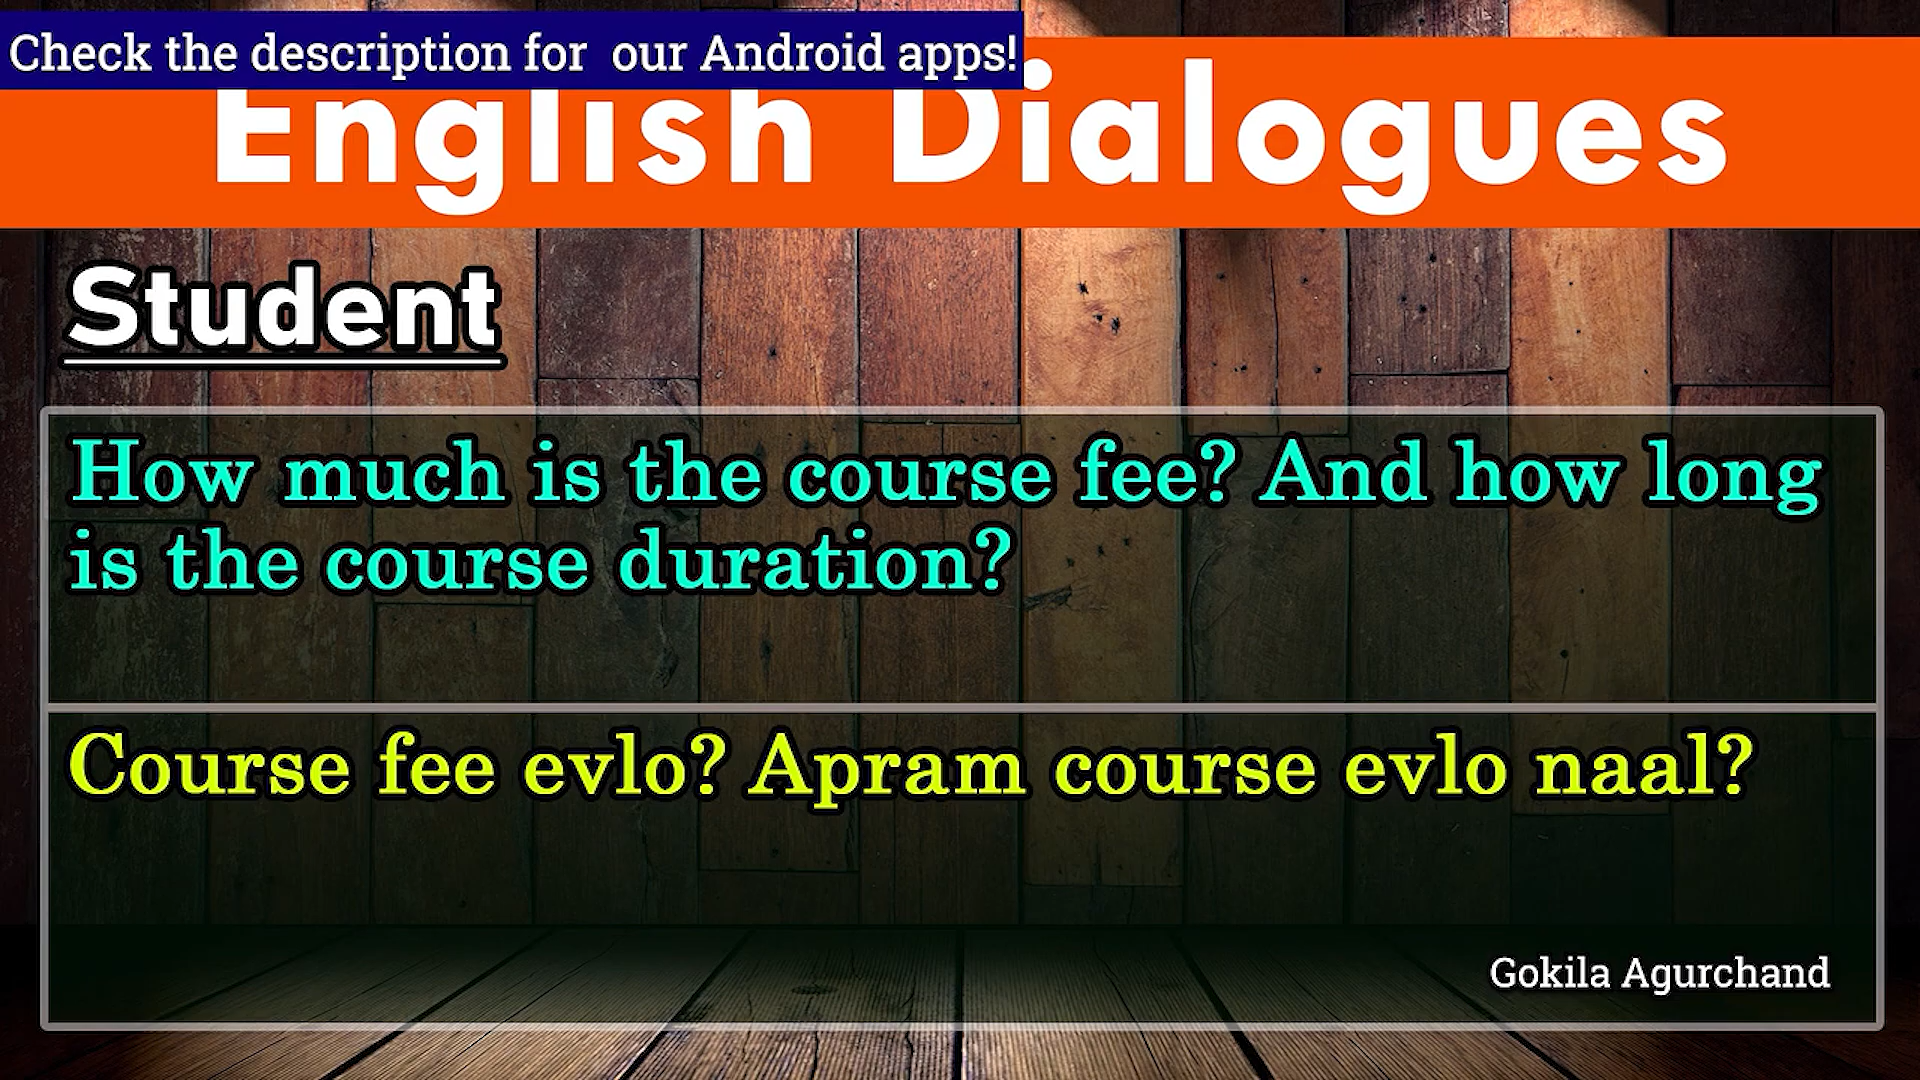 Check the description for our Android apps!
English Dialogues
Student
How much is the course fee? And how long
is the course duration?
Course fee evlo? Apram course evlo naal?
Gokila Agurchand